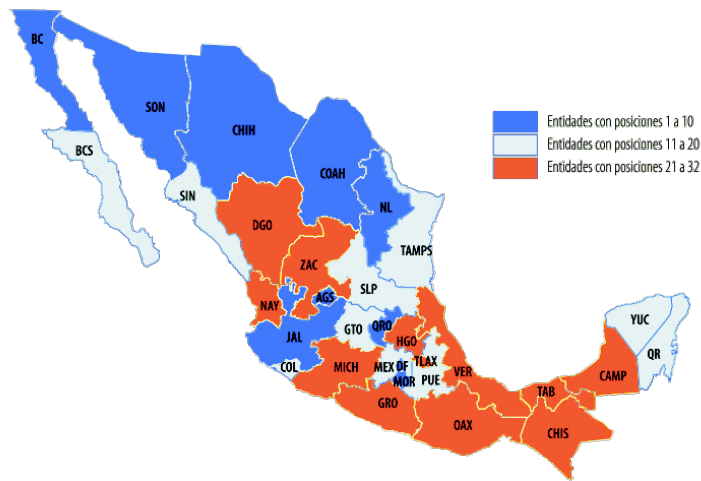 BC
SON
CHIH
COAH
BCS
SIN
NL
DGO
TAMPS
ZAC
SLP
NAY
AGS
JAL
GTO
QRO
HGO
COL
MICH
MEX
DF
TLAX
MOR
PUE
VER
GRO
OAX
TAB
CHIS
CAMP
YUC
QR
Entidades con posiciones 1 a 10
Entidades con posiciones 11 a 20
Entidades con posiciones 21 a 32